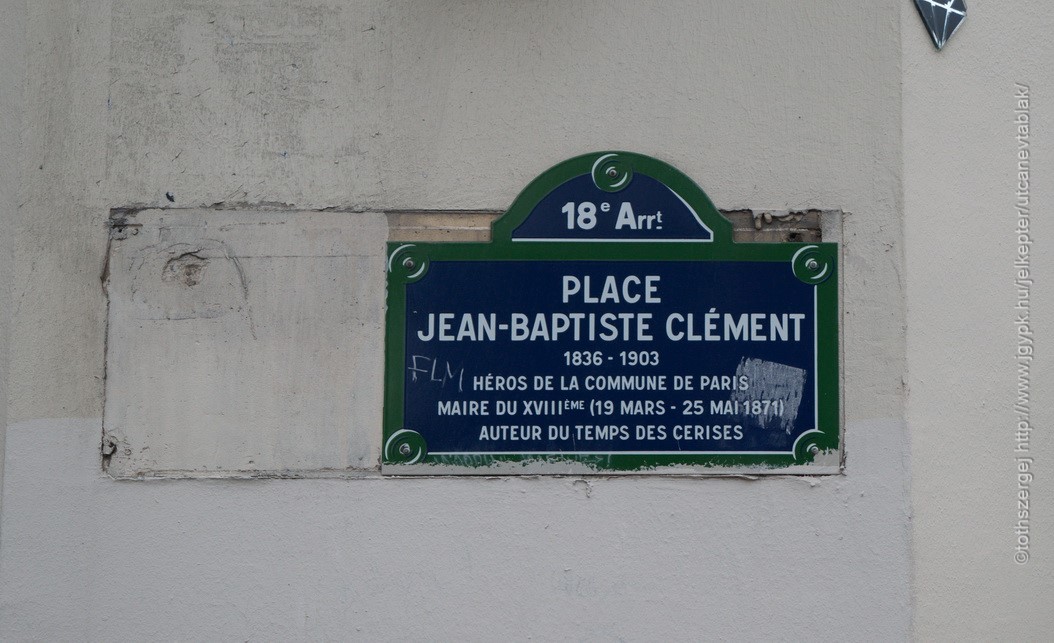 18e Arrt
PLACE
JEAN-BAPTISTE CLÉMENT
1836 - 1903
HÉROS DE LA COMMUNE DE PARIS
MAIRE DU XVIIIÈME (19 MARS - 25 MAI 1871)
AUTEUR DU TEMPS DES CERISES
FLM
©tothszergej http://www.jgypk.hu/jelkepter/utcanevtablak/